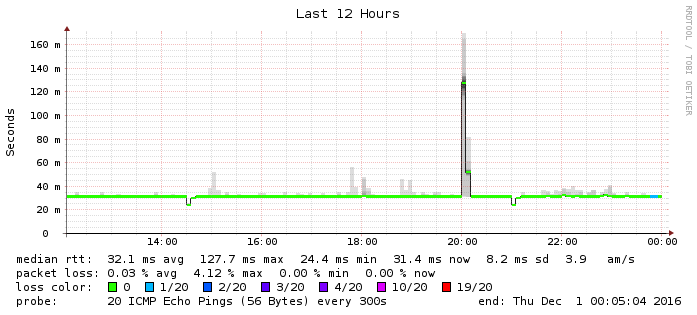 Last 12 Hours
RRDTOOL / TOBI OETIKER
Seconds
160 m
140 m
120 m
100 m
80 m
60 m
40 m
20 m
0
14:00 16:00 18:00 20:00 22:00 00:00
median rtt: 32.1 ms avg 127.7 ms max 24.4 ms min 31.4 ms now 8.2 ms sd 3.9 am/s
packet loss: 0.03 % avg 4.12 % max 0.00 % min 0.00 % now
loss color: 0 1/20 2/20 3/20 4/20 10/20 19/20
probe: 20 ICMP Echo Pings (56 Bytes) every 300s end: Thu Dec 1 00:05:04 2016